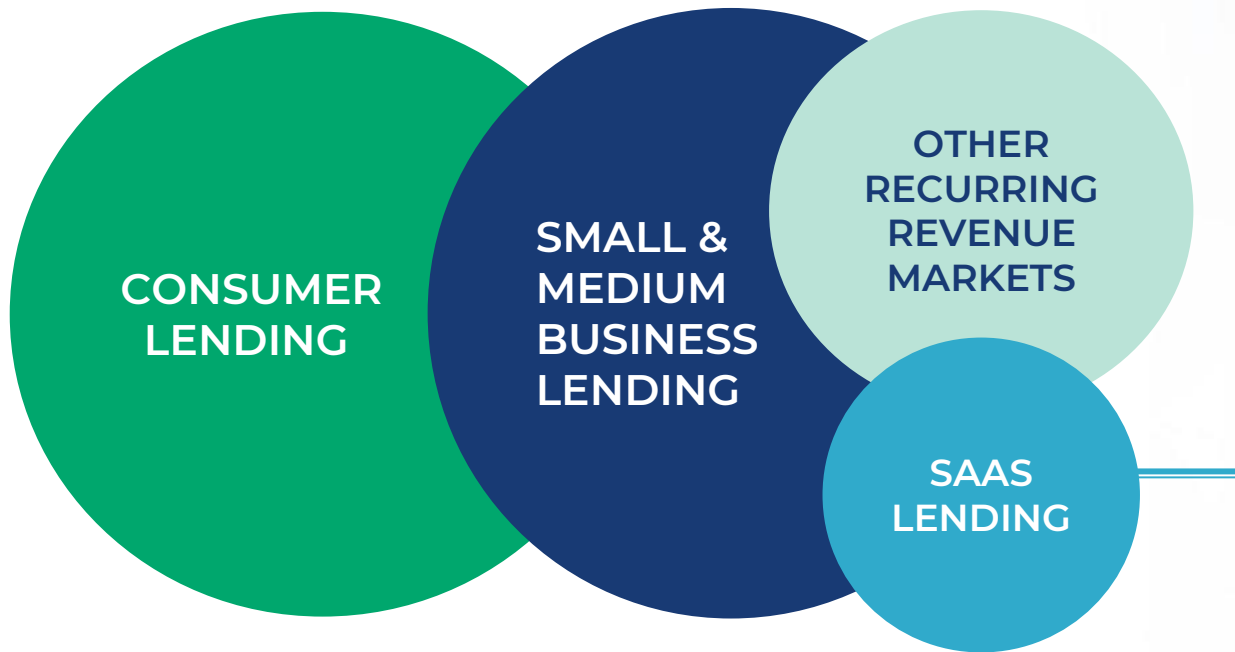 CONSUMER
LENDING
SMALL &
MEDIUM
BUSINESS
LENDING
OTHER
RECURRING
REVENUE
MARKETS
SAAS
LENDING